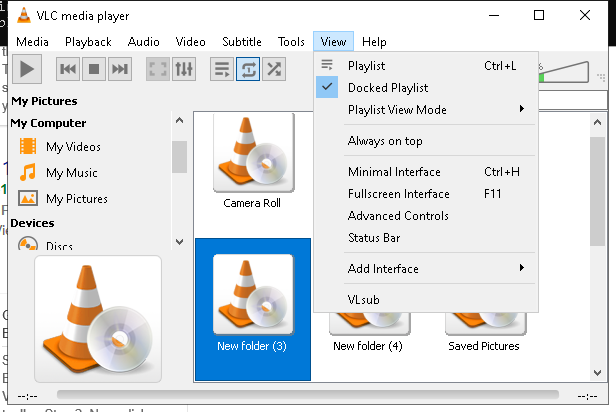 VLC media player
Media Playback Audio Video Subtitle Tools View Help
My Pictures
My Computer
My Videos
My Music
My Pictures
Devices
Discs
Camera Roll
New folder (3)
New folder (4)
Saved Pictures
Playlist Ctrl+L
Docked Playlist
Playlist View Mode
Always on top
Minimal Interface Ctrl+H
Fullscreen Interface F11
Advanced Controls
Status Bar
Add Interface
VLsub
%
--:-- --:--